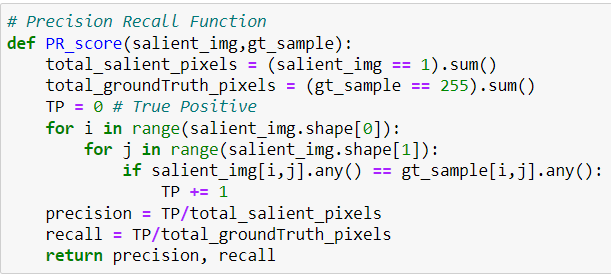 # Precision Recall Function
def PR_score(salient_img,gt_sample):
    total_salient_pixels = (salient_img == 1).sum()
    total_groundTruth_pixels = (gt_sample == 255).sum()
    TP = 0 # True Positive
    for i in range(salient_img.shape[0]):
        for j in range(salient_img.shape[1]):
            if salient_img[i,j].any() == gt_sample[i,j].any():
                TP += 1
    precision = TP/total_salient_pixels
    recall = TP/total_groundTruth_pixels
    return precision, recall